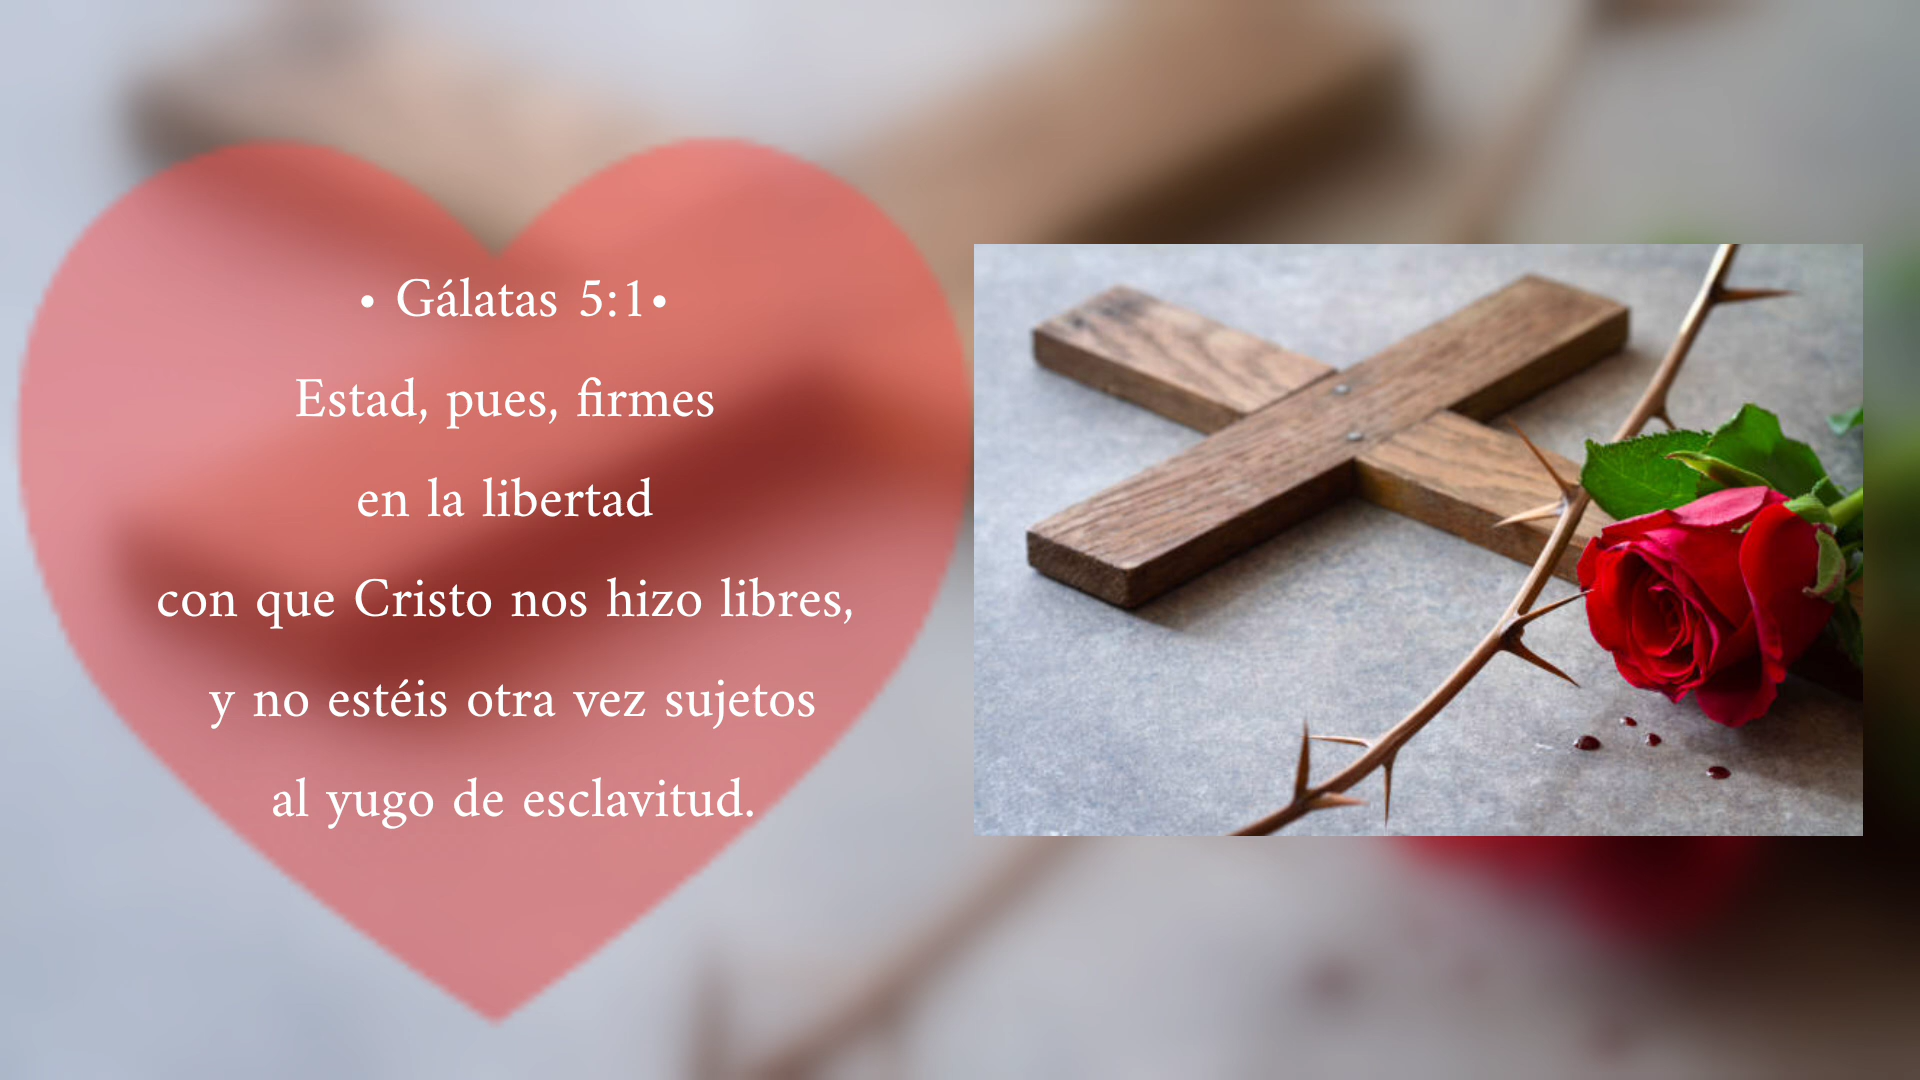 • Gálatas 5:1•
Estad, pues, firmes
en la libertad
con que Cristo nos hizo libres,
y no estéis otra vez sujetos
al yugo de esclavitud.